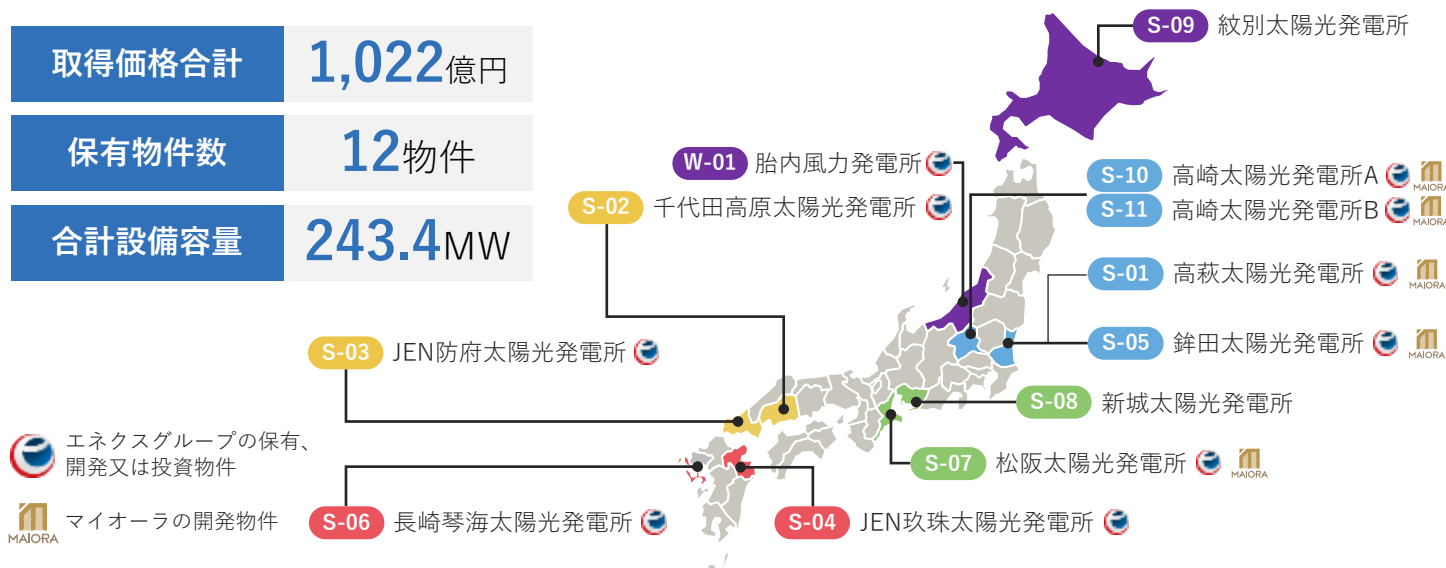 取得価格合計 1,022億円
保有物件数 12物件
合計設備容量 243.4MW
S-09 紋別太陽光発電所
W-01 胎内風力発電所
S-02 千代田高原太陽光発電所
S-10 高崎太陽光発電所A MAIORA
S-11 高崎太陽光発電所B MAIORA
S-01 高萩太陽光発電所 MAIORA
S-05 鉾田太陽光発電所 MAIORA
S-03 JEN防府太陽光発電所
S-08 新城太陽光発電所
S-07 松阪太陽光発電所 MAIORA
エネクスグループの保有、
開発又は投資物件
MAIORA マイオーラの開発物件
S-06 長崎琴海太陽光発電所
S-04 JEN玖珠太陽光発電所